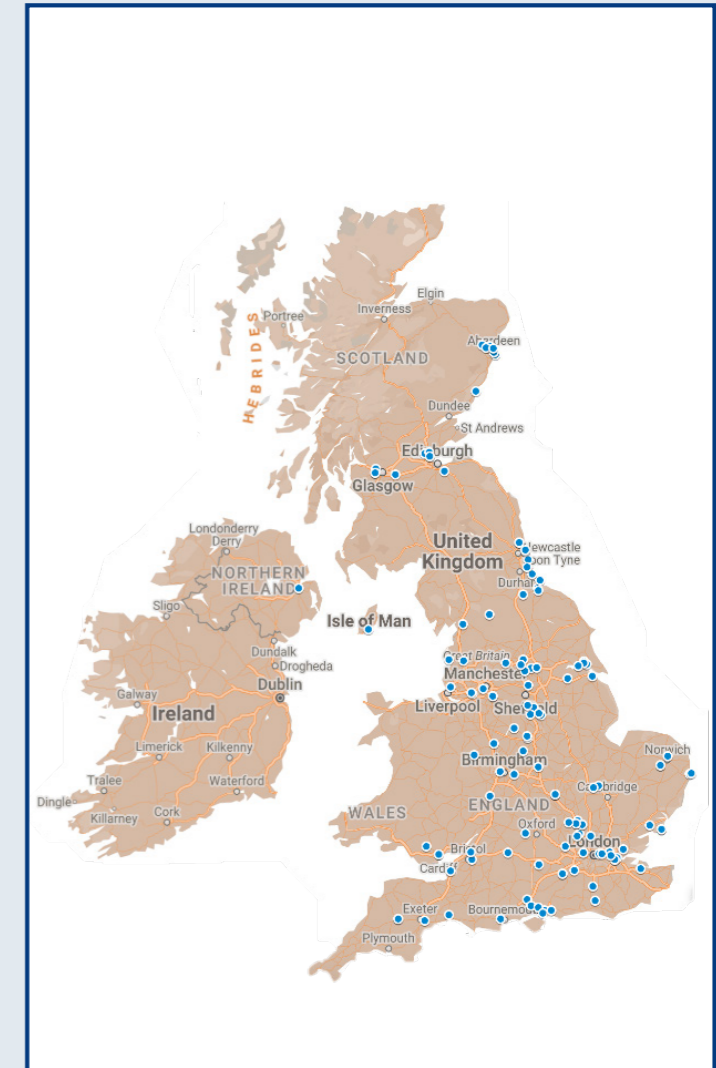 Elgin
Inverness
Portree
HEBRIDES
SCOTLAND
Aberdeen
Dundee
St Andrews
Edinburgh
Glasgow
Londonderry
Derry
United
Kingdom
Newcastle
upon Tyne
NORTHERN
IRELAND
Durham
Sligo
Isle of Man
Dundalk
Drogheda
Great Britain
Manchester
Dublin
Galway
Liverpool
Sheffield
Ireland
Limerick
Kilkenny
Norwich
Birmingham
Tralee
Waterford
Cambridge
Dingle
Killarney
Cork
WALES
ENGLAND
Oxford
London
Bristol
Cardiff
Exeter
Bournemouth
Plymouth